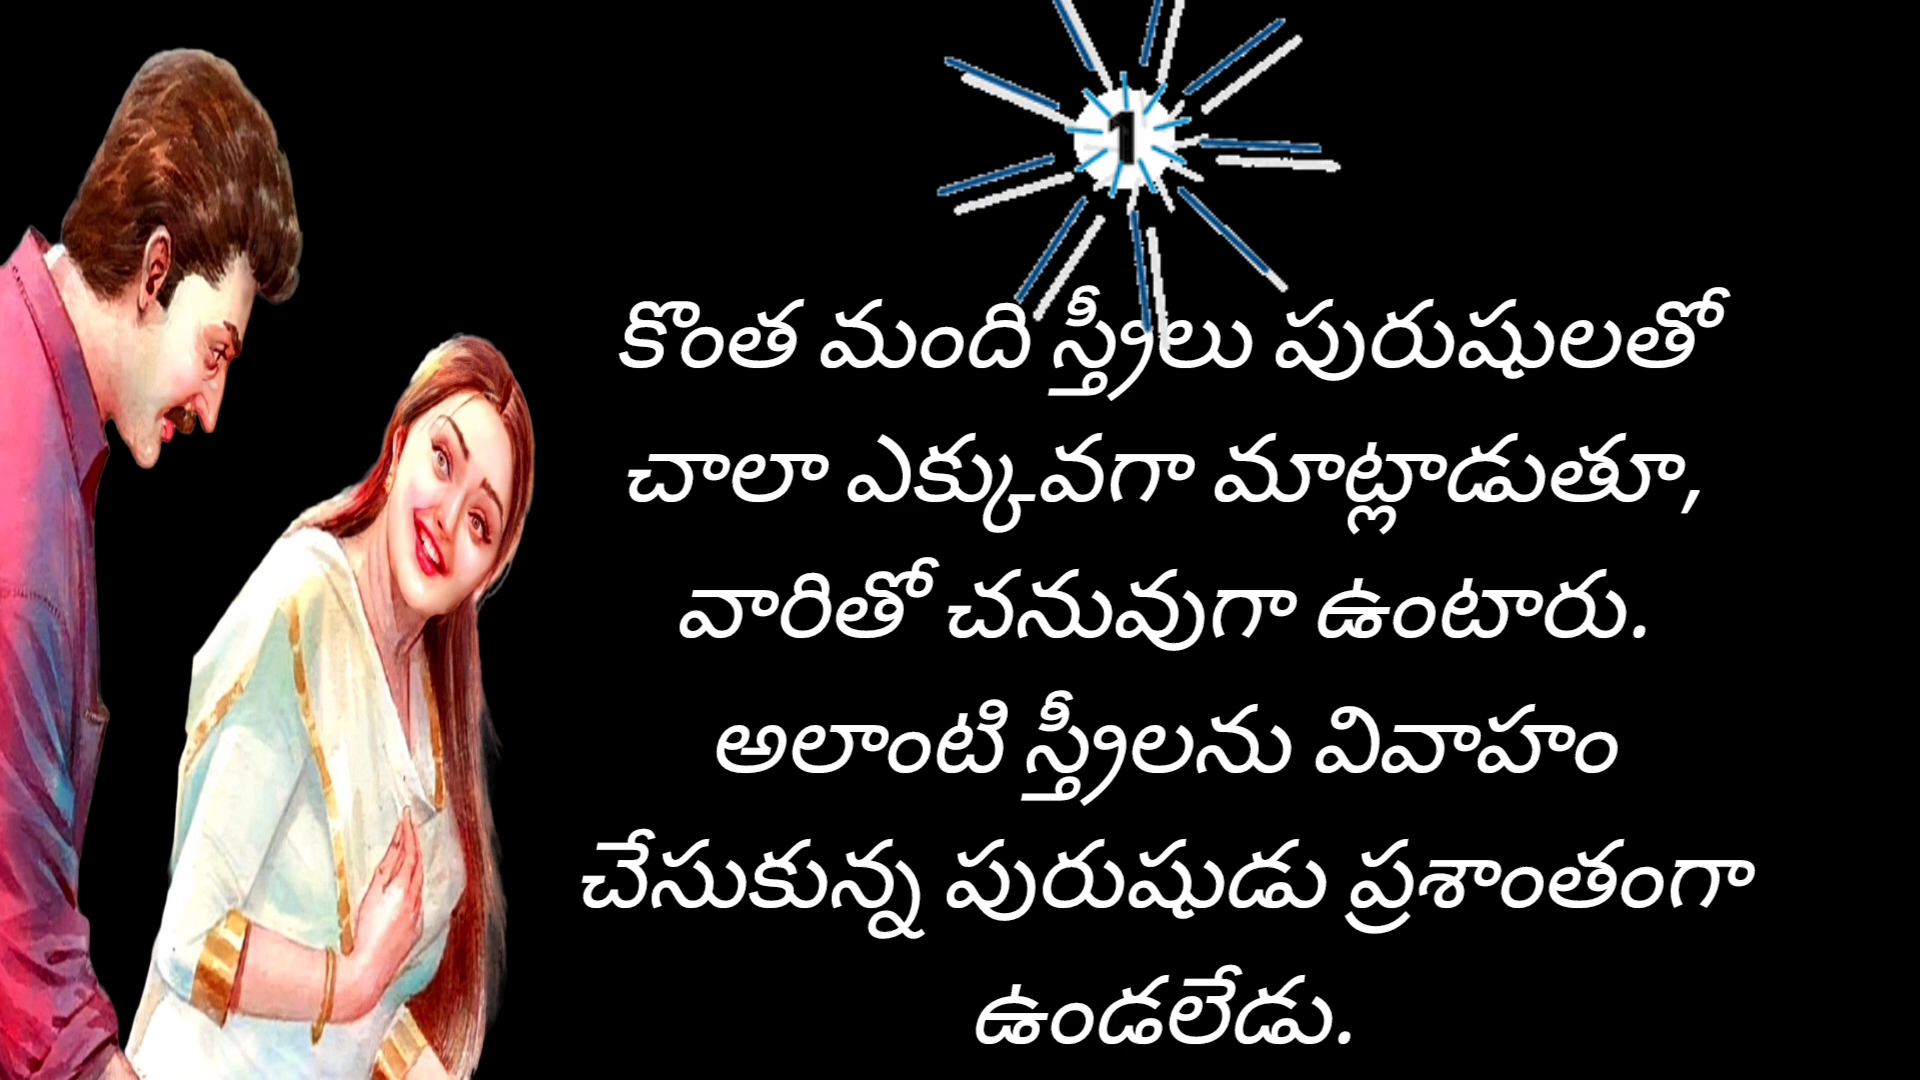 1
కొంత మంది స్త్రీలు పురుషులతో
చాలా ఎక్కువగా మాట్లాడుతూ,
వారితో చనువుగా ఉంటారు.
అలాంటి స్త్రీలను వివాహం
చేసుకున్న పురుషుడు ప్రశాంతంగా
ఉండలేడు.